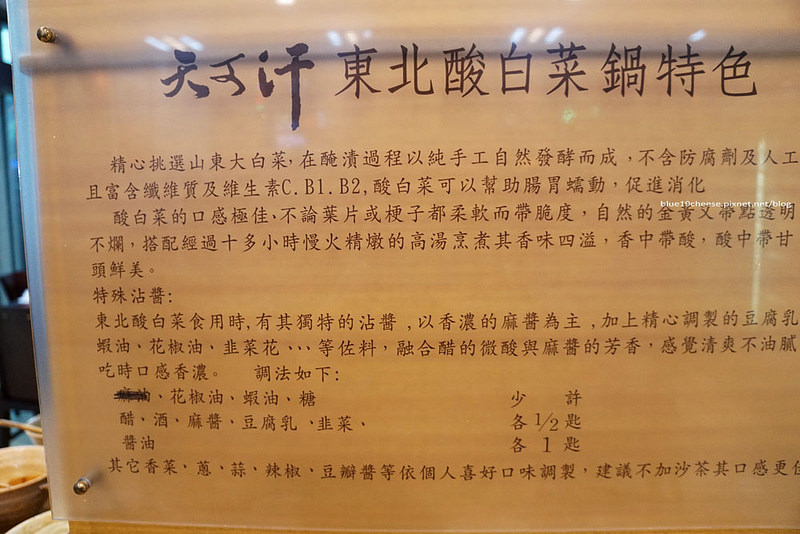 天可汗 東北酸白菜鍋特色
精心挑選山東大白菜，在醃漬過程以純手工自然發酵而成，不含防腐劑及人工
且富含纖維質及維生素C.B1.B2,酸白菜可以幫助腸胃蠕動，促進消化
blue10cheese.pixnet.net/blog
酸白菜的口感極佳、不論葉片或梗子都柔軟而帶脆度，自然的金黃又帶點透明
不爛，搭配經過十多小時慢火精燉的高湯烹煮其香味四溢，香中帶酸，酸中帶甘
頭鮮美。
特殊沾醬：
東北酸白菜食用時,有其獨特的沾醬,以香濃的麻醬為主,加上精心調製的豆腐乳
蝦油、花椒油、韭菜花、‥等佐料，融合醋的微酸與麻醬的芳香，感覺清爽不油膩
吃時口感香濃。 調法如下：
麻油、花椒油、蝦油、糖 少 許
醋、酒、麻醬、豆腐乳、韭菜、 各 1/2 匙
醬油 各 1 匙
其它香菜、蔥、蒜、辣椒、豆瓣醬等依個人喜好口味調製，建議不加沙茶其口感更佳